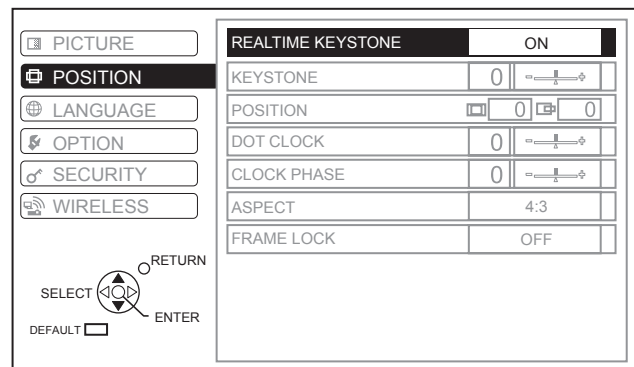 PICTURE
POSITION
LANGUAGE
OPTION
SECURITY
WIRELESS
RETURN
SELECT
ENTER
DEFAULT
REALTIME KEYSTONE ON
KEYSTONE 0
POSITION 0 0
DOT CLOCK 0
CLOCK PHASE 0
ASPECT 4:3
FRAME LOCK OFF